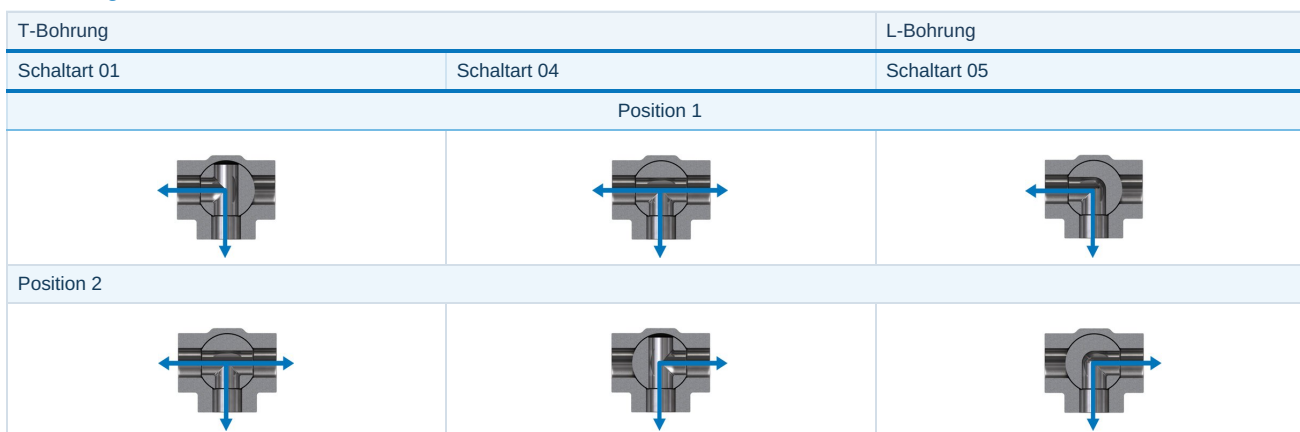 T-Bohrung L-Bohrung
Schaltart 01 Schaltart 04 Schaltart 05
Position 1
Position 2